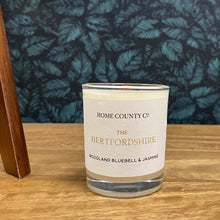 HOME COUNTY Cº
THE
HERTFORDSHIRE
WOODLAND BLUEBELL & JASMINE